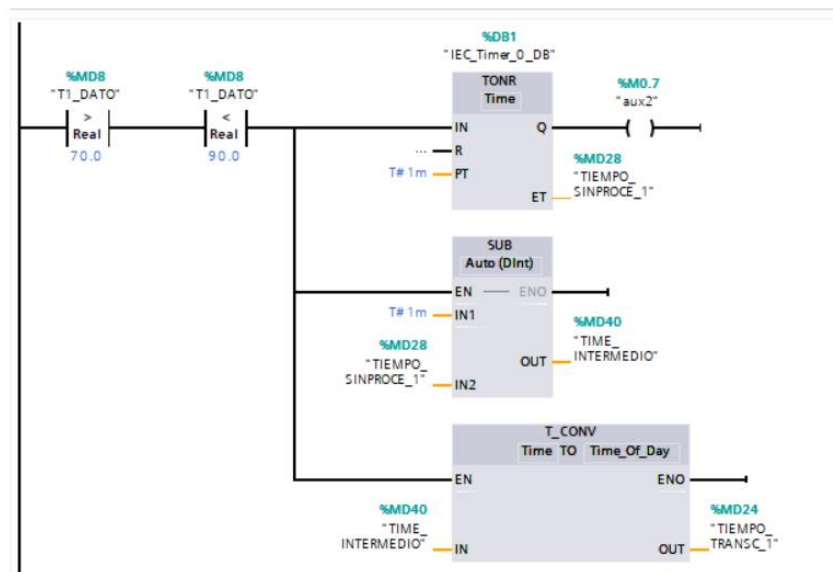 %DB1
"IEC_Timer_0_DB"
%MD8
"T1_DATO"
>
Real
70.0
%MD8
"T1_DATO"
<
Real
90.0
TONR
Time
%M0.7
"aux2"
IN
Q
... R
T# 1m
PT
ET
%MD28
"TIEMPO_
SINPROCE_1"
SUB
Auto (DInt)
EN
ENO
T# 1m
IN1
%MD28
"TIEMPO_
SINPROCE_1"
IN2
OUT
%MD40
"TIME_
INTERMEDIO"
T_CONV
Time TO Time_Of_Day
EN
ENO
%MD40
"TIME_
INTERMEDIO"
IN
OUT
%MD24
"TIEMPO_
TRANSC_1"